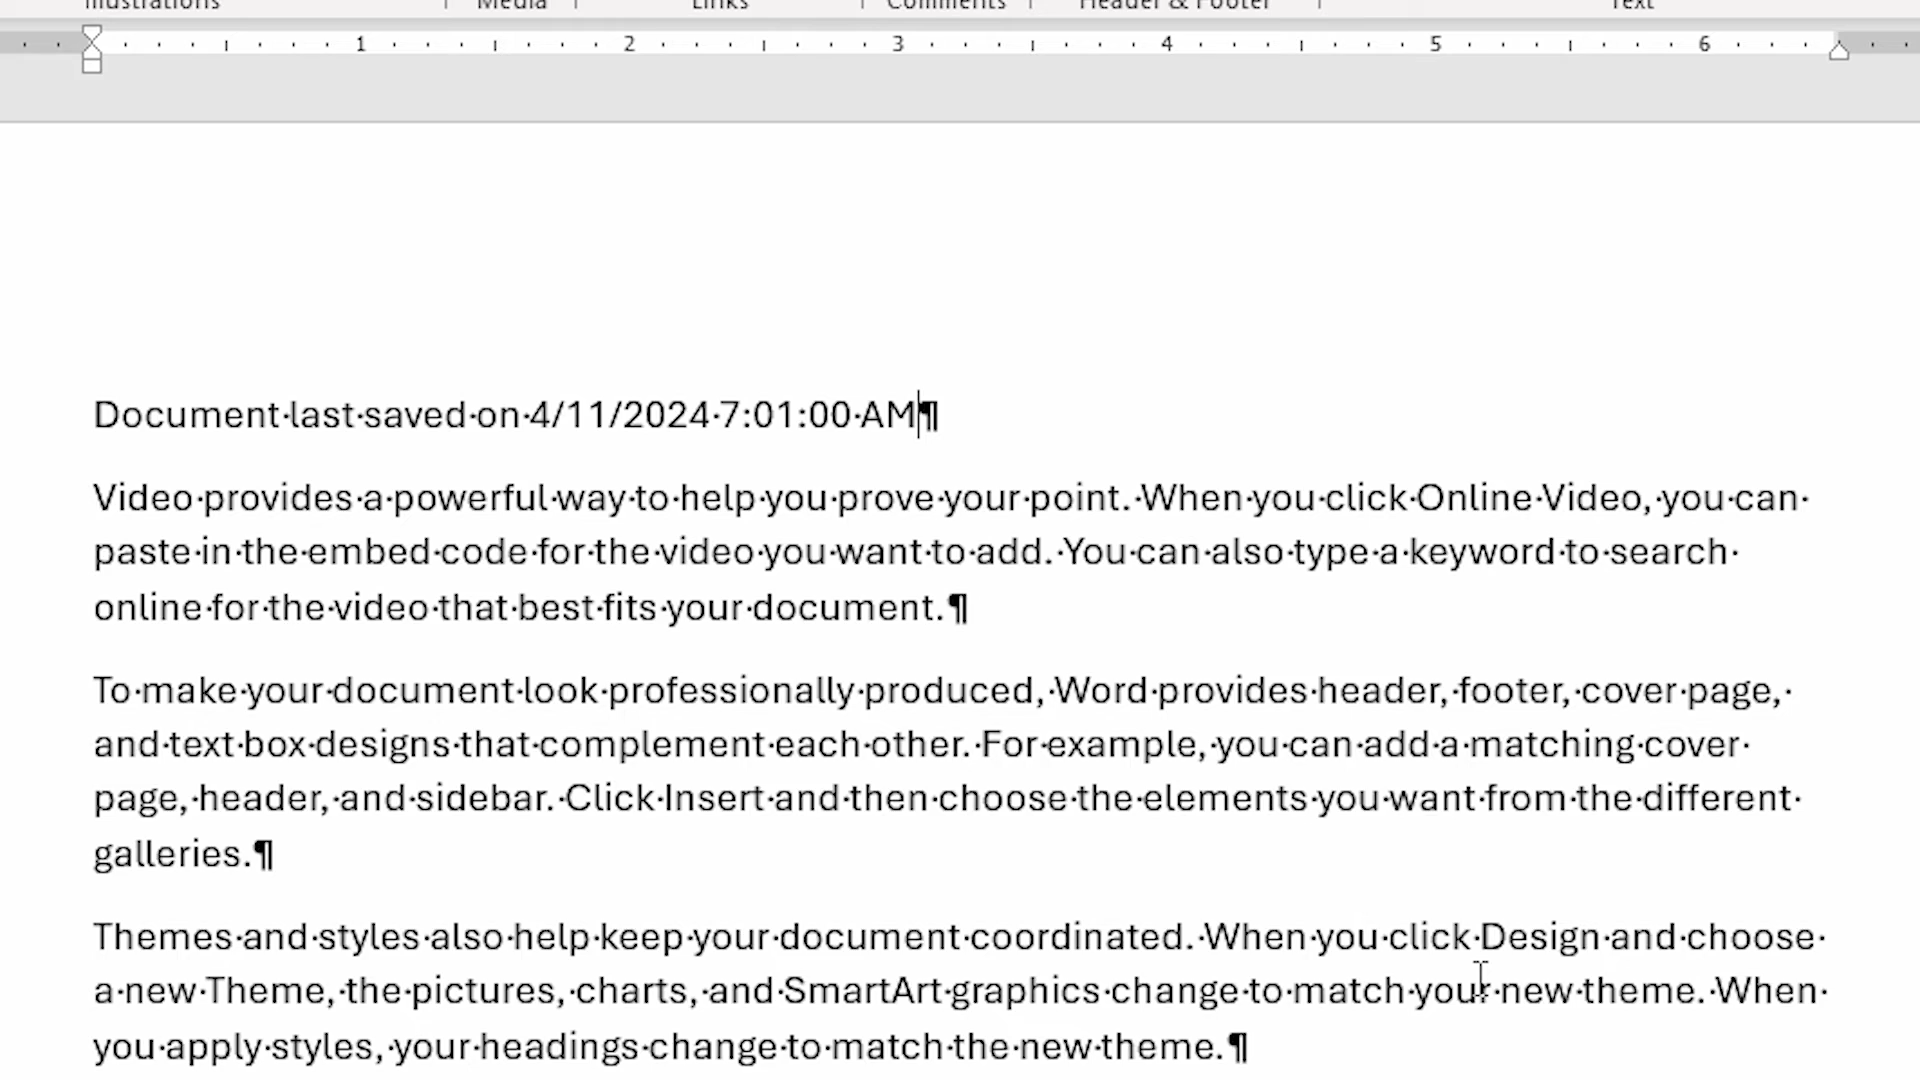 Illustrations Media Links Comments Header & Footer Text
1 2 3 4 5 6
Document last saved on 4/11/2024 7:01:00 AM¶
Video provides a powerful way to help you prove your point. When you click Online Video, you can
paste in the embed code for the video you want to add. You can also type a keyword to search
online for the video that best fits your document.¶
To make your document look professionally produced, Word provides header, footer, cover page,
and text box designs that complement each other. For example, you can add a matching cover
page, header, and sidebar. Click Insert and then choose the elements you want from the different
galleries.¶
Themes and styles also help keep your document coordinated. When you click Design and choose
a new Theme, the pictures, charts, and SmartArt graphics change to match your new theme. When
you apply styles, your headings change to match the new theme.¶